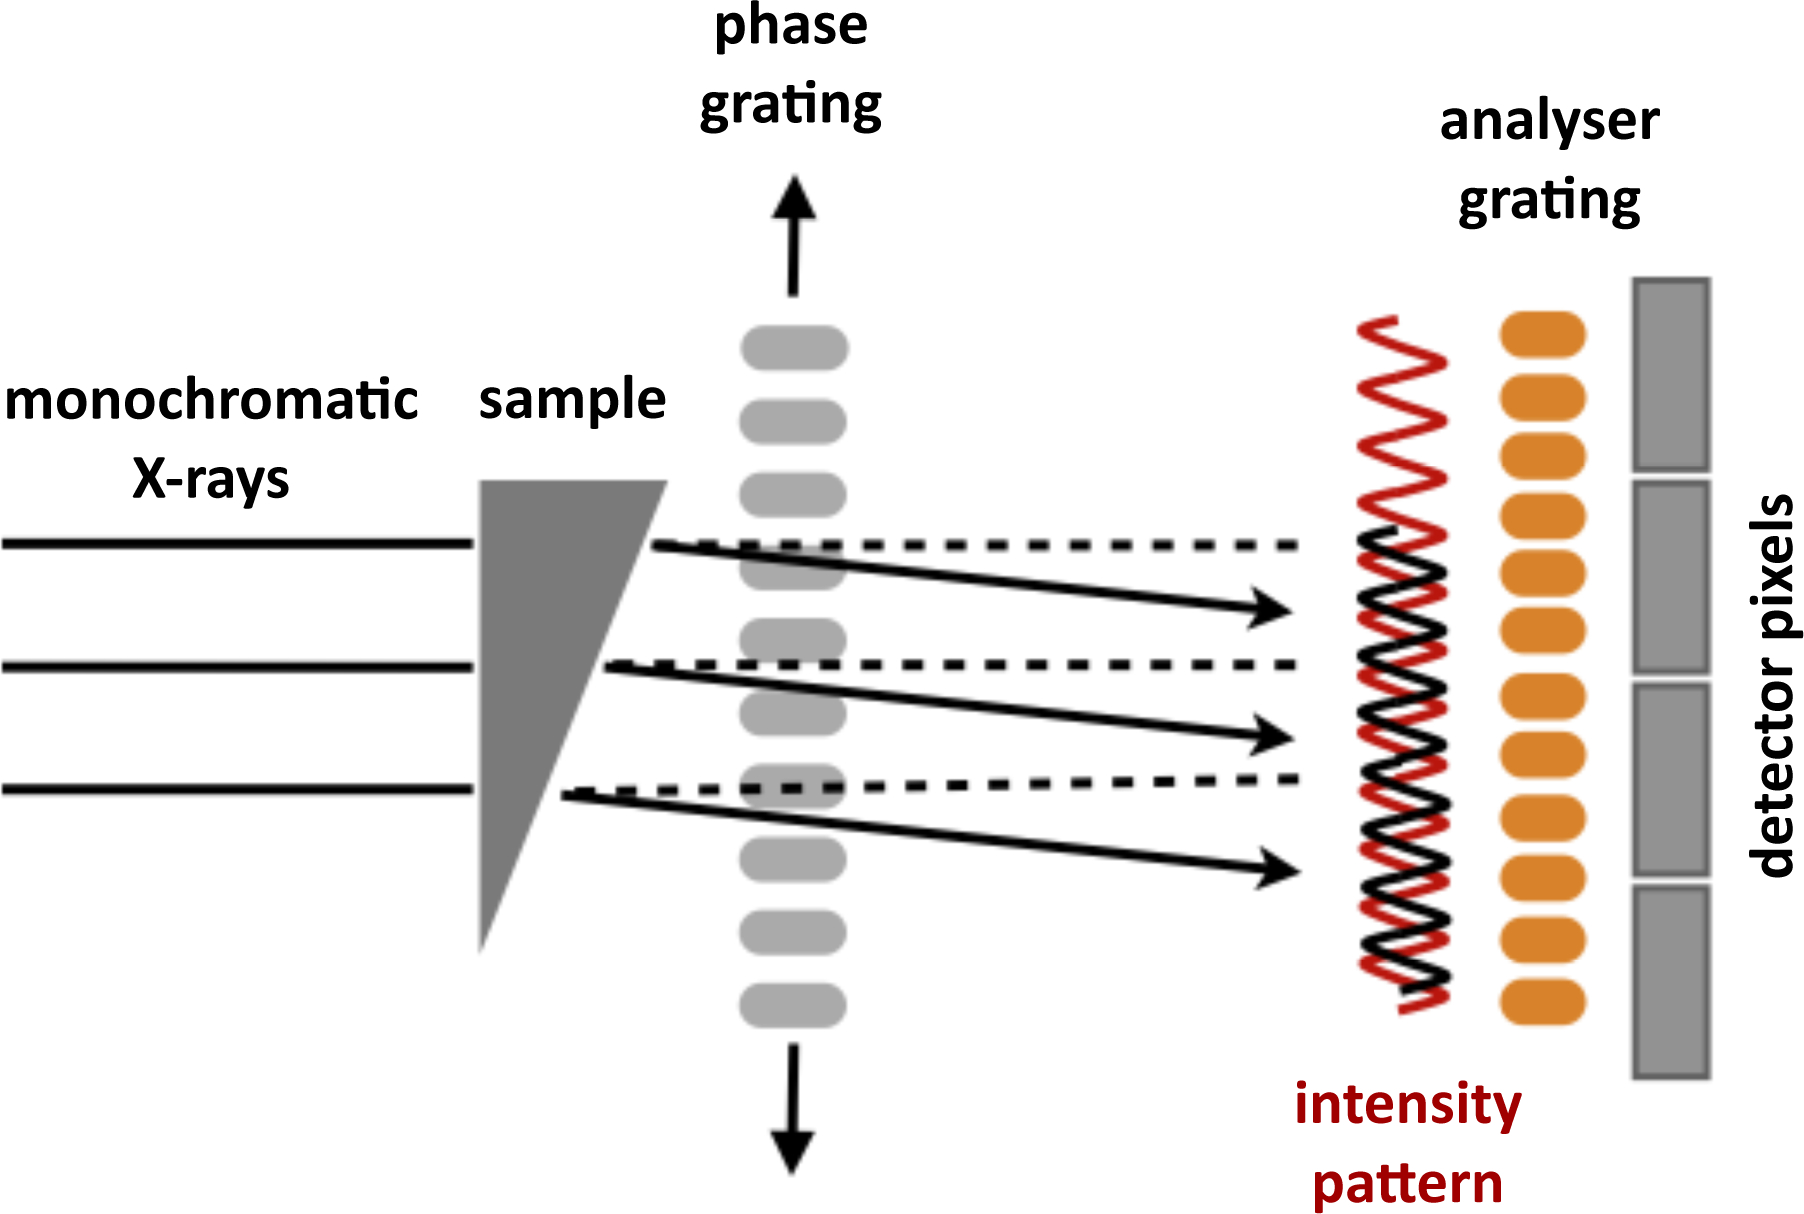 phase
grating
analyser
grating
monochromatic
X-rays
sample
detector pixels
intensity
pattern